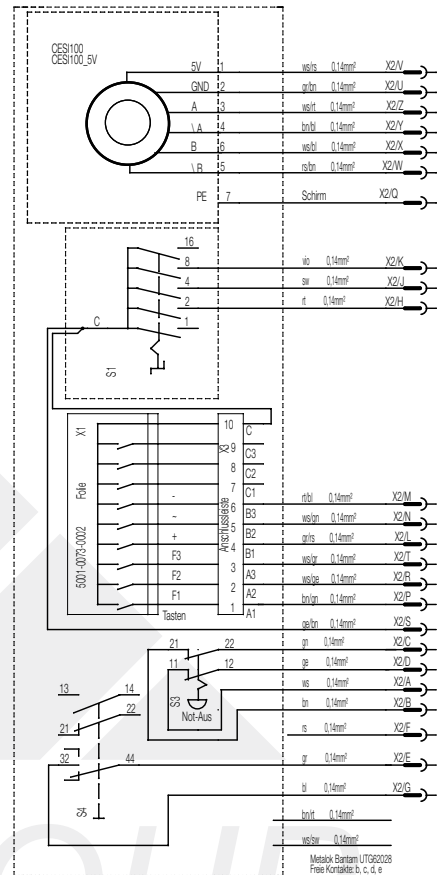 CESI100
CESI100_5V
5V 1 ws/rs 0,14mm² X2/V
GND 2 gr/bn 0,14mm² X2/U
A 3 ws/rt 0,14mm² X2/Z
\A 4 bn/bl 0,14mm² X2/Y
B 6 ws/bl 0,14mm² X2/X
\B 5 rs/bn 0,14mm² X2/W
PE 7 Schirm X2/Q
16
8 vio 0,14mm² X2/K
4 sw 0,14mm² X2/J
2 rt 0,14mm² X2/H
C 1
S1
X1 10 C
X3 9 C3
8 C2
Folie 7 C1
- 6 B3 rt/bl 0,14mm² X2/M
~ 5 B2 ws/gn 0,14mm² X2/N
+ 4 B1 gr/rs 0,14mm² X2/L
F3 3 A3 ws/gr 0,14mm² X2/T
F2 2 A2 ws/ge 0,14mm² X2/R
F1 1 A1 bn/gn 0,14mm² X2/P
5001-0073-0002
Anschlussleiste
Tasten
ge/bn 0,14mm² X2/S
21 22 gn 0,14mm² X2/C
11 12 ge 0,14mm² X2/D
ws 0,14mm² X2/A
S3
Not-Aus
bn 0,14mm² X2/B
13 14
21 22
rs 0,14mm² X2/F
32 44 gr 0,14mm² X2/E
S4
bl 0,14mm² X2/G
bn/rt 0,14mm²
ws/sw 0,14mm²
Metalok Bantam UTG62028
Freie Kontakte: b, c, d, e